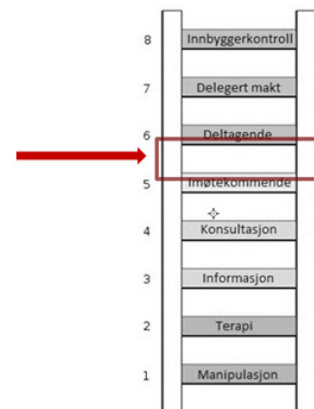 8 Innbyggerkontroll
7 Delegert makt
6 Deltagende
5 Imøtekommende
4 Konsultasjon
3 Informasjon
2 Terapi
1 Manipulasjon